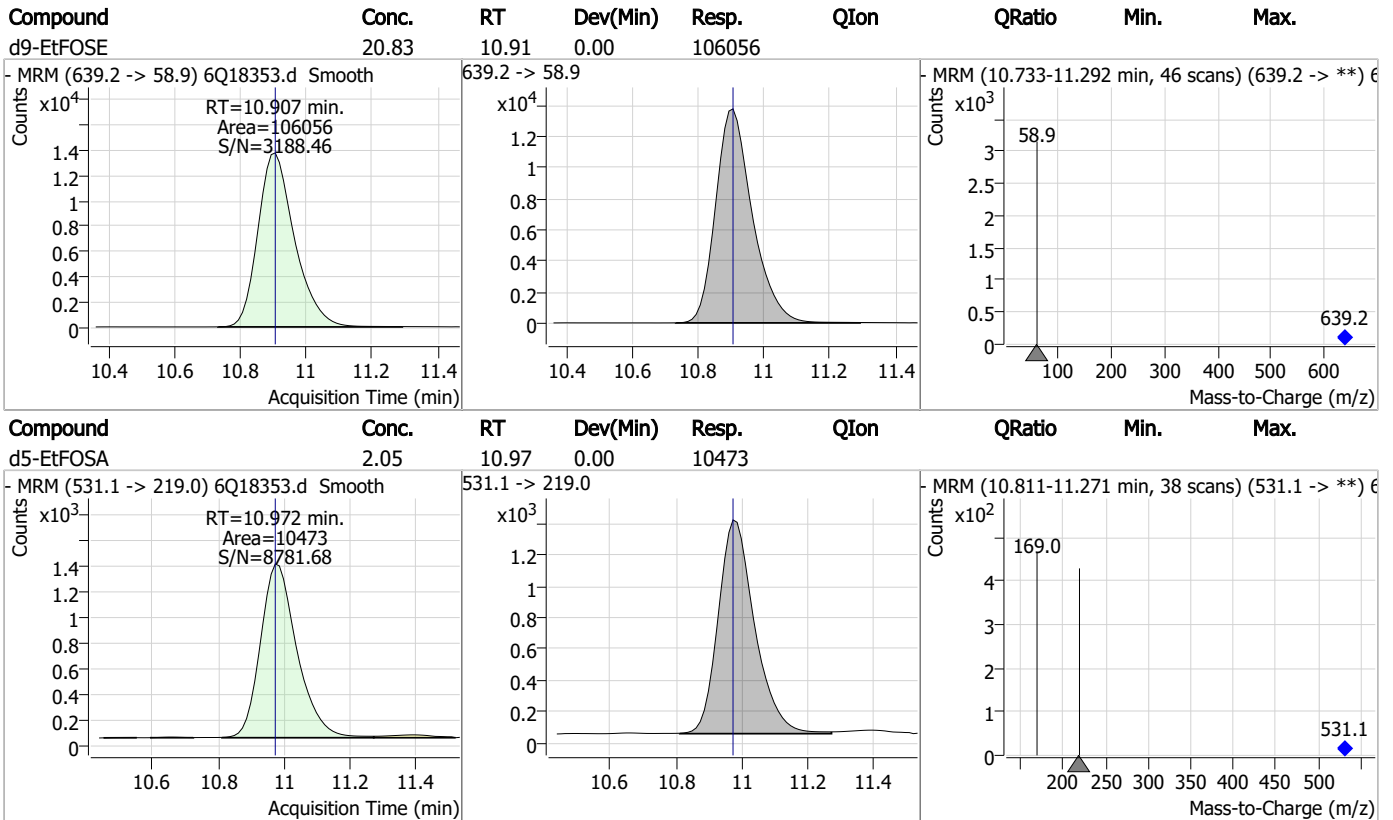 Compound Conc. RT Dev(Min) Resp. QIon QRatio Min. Max.
d9-EtFOSE 20.83 10.91 0.00 106056
- MRM (639.2 -> 58.9) 6Q18353.d Smooth
Counts
x10⁴
RT=10.907 min.
Area=106056
S/N=3188.46
1.4
1.2
1
0.8
0.6
0.4
0.2
0
10.4 10.6 10.8 11 11.2 11.4
Acquisition Time (min)
639.2 -> 58.9
x10⁴
1.2
1
0.8
0.6
0.4
0.2
0
10.4 10.6 10.8 11 11.2 11.4
- MRM (10.733-11.292 min, 46 scans) (639.2 -> **) 6
Counts
x10³
58.9
3
2.5
2
1.5
1
0.5
0
639.2
100 200 300 400 500 600
Mass-to-Charge (m/z)
Compound Conc. RT Dev(Min) Resp. QIon QRatio Min. Max.
d5-EtFOSA 2.05 10.97 0.00 10473
- MRM (531.1 -> 219.0) 6Q18353.d Smooth
Counts
x10³
RT=10.972 min.
Area=10473
S/N=8781.68
1.4
1.2
1
0.8
0.6
0.4
0.2
0
10.6 10.8 11 11.2 11.4
Acquisition Time (min)
531.1 -> 219.0
x10³
1.2
1
0.8
0.6
0.4
0.2
0
10.6 10.8 11 11.2 11.4
- MRM (10.811-11.271 min, 38 scans) (531.1 -> **) 6
Counts
x10²
169.0
4
3
2
1
0
531.1
200 250 300 350 400 450 500
Mass-to-Charge (m/z)